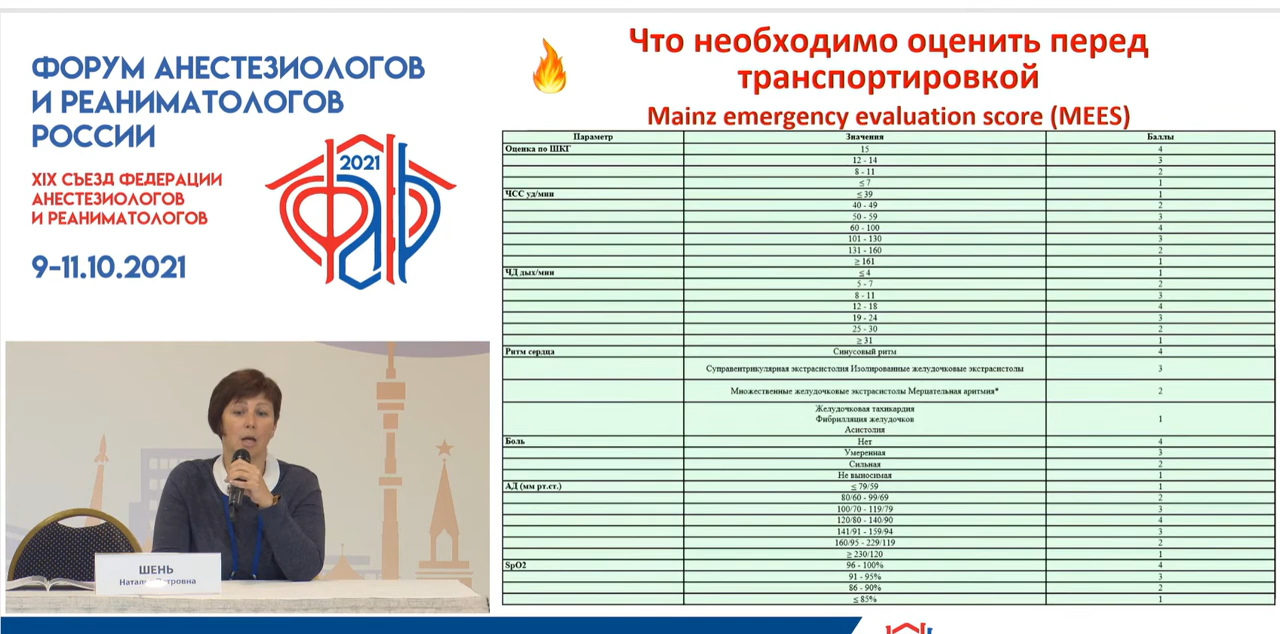 ФОРУМ АНЕСТЕЗИОЛОГОВ
И РЕАНИМАТОЛОГОВ
РОССИИ
XIX СЪЕЗД ФЕДЕРАЦИИ
АНЕСТЕЗИОЛОГОВ
И РЕАНИМАТОЛОГОВ
9-11.10.2021
2021
ФАР
ШЕНЬ
Наталья Петровна
Что необходимо оценить перед
транспортировкой
Mainz emergency evaluation score (MEES)
Параметр Значения Баллы
Оценка по ШКГ 15 4
12 - 14 3
8 - 11 2
≤ 7 1
ЧСС уд/мин ≤ 39 1
40 - 49 2
50 - 59 3
60 - 100 4
101 - 130 3
131 - 160 2
≥ 161 1
ЧД дых/мин ≤ 4 1
5 - 7 2
8 - 11 3
12 - 18 4
19 - 24 3
25 - 30 2
≥ 31 1
Ритм сердца Синусовый ритм 4
Суправентрикулярная экстрасистолия Изолированные желудочковые экстрасистолы 3
Множественные желудочковые экстрасистолы Мерцательная аритмия* 2
Желудочковая тахикардия
Фибрилляция желудочков 1
Асистолия
Боль Нет 4
Умеренная 3
Сильная 2
Не выносимая 1
АД (мм рт.ст.) ≤ 79/59 1
80/60 - 99/69 2
100/70 - 119/79 3
120/80 - 140/90 4
141/91 - 159/94 3
160/95 - 229/119 2
≥ 230/120 1
SpO2 96 - 100% 4
91 - 95% 3
86 - 90% 2
≤ 85% 1